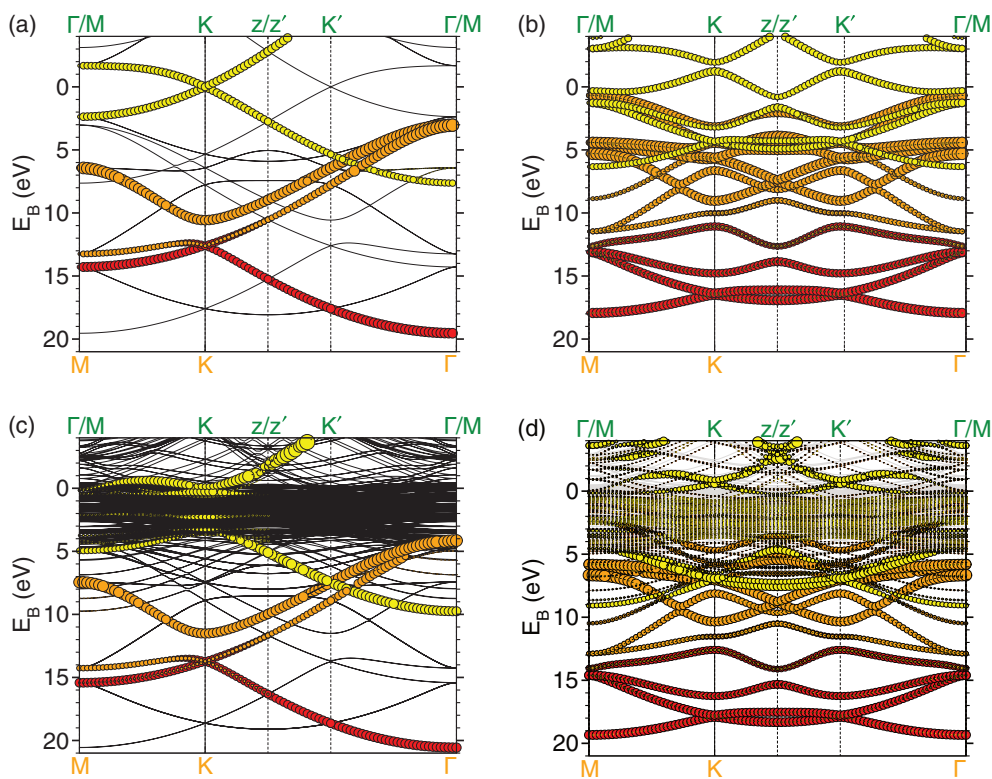 (a) Γ/M K z/z′ K′ Γ/M
(b) Γ/M K z/z′ K′ Γ/M
E_B (eV)
0
5
10
15
20
M K Γ
E_B (eV)
0
5
10
15
20
M K Γ
(c) Γ/M K z/z′ K′ Γ/M
(d) Γ/M K z/z′ K′ Γ/M
E_B (eV)
0
5
10
15
20
M K Γ
E_B (eV)
0
5
10
15
20
M K Γ